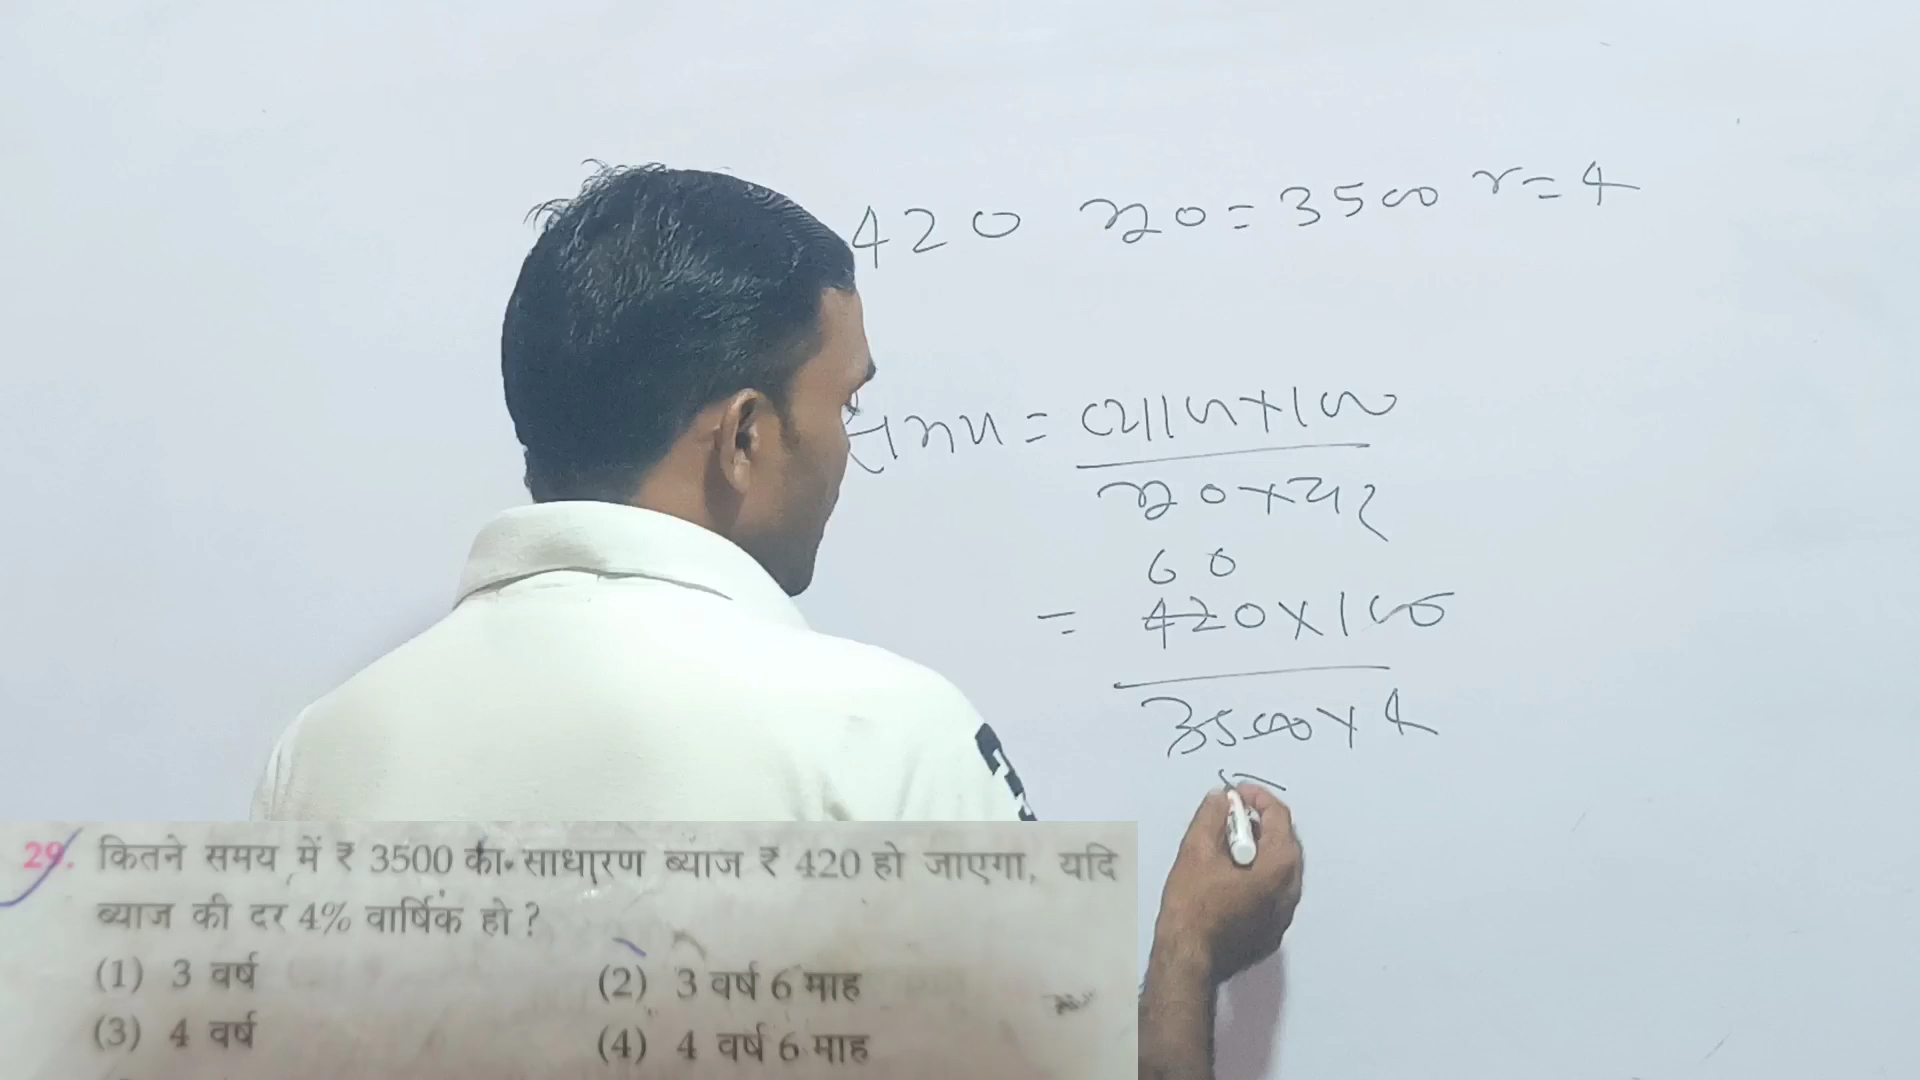 420 मू0 = 3500 r = 4
समय = ब्याज × 100
मू0 × दर
60
= 420 × 100
3500 × 4
5
29. कितने समय में ₹ 3500 का साधारण ब्याज ₹ 420 हो जाएगा, यदि
ब्याज की दर 4% वार्षिक हो ?
(1) 3 वर्ष (2) 3 वर्ष 6 माह
(3) 4 वर्ष (4) 4 वर्ष 6 माह